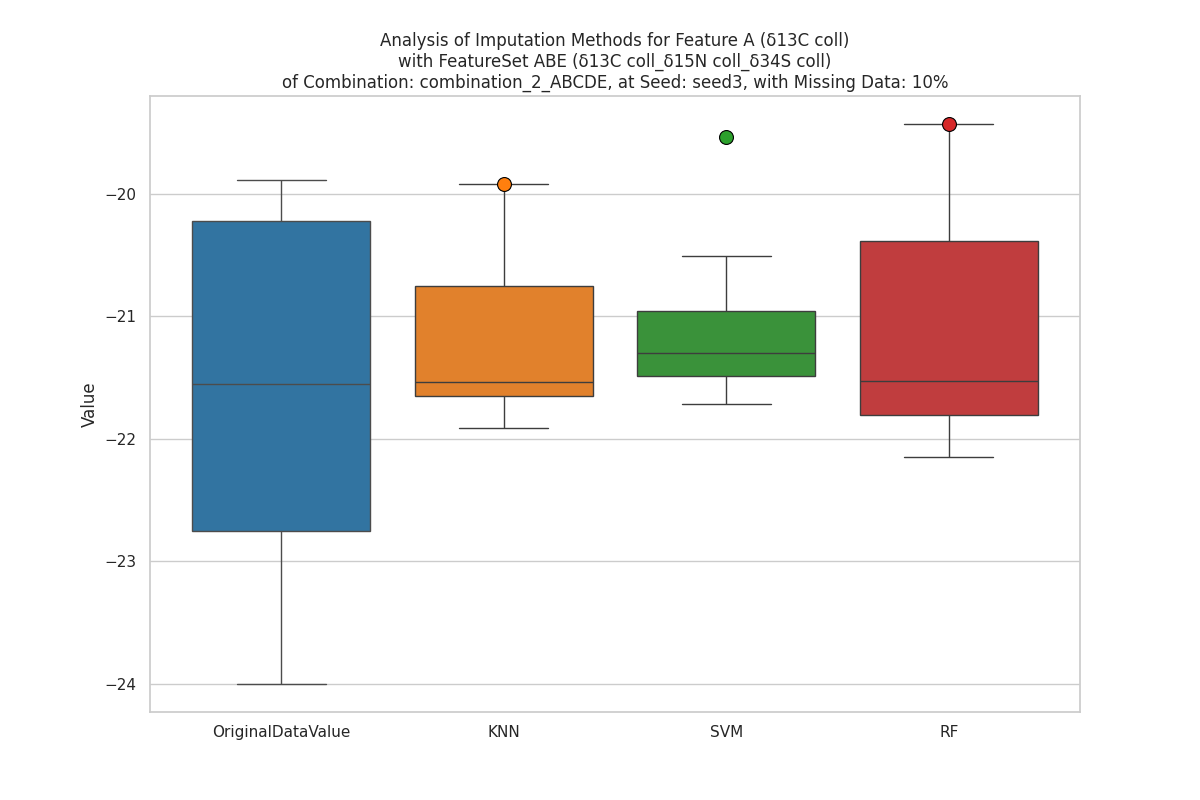 Analysis of Imputation Methods for Feature A (δ13C coll)
with FeatureSet ABE (δ13C coll_δ15N coll_δ34S coll)
of Combination: combination_2_ABCDE, at Seed: seed3, with Missing Data: 10%
Value
−20
−21
−22
−23
−24
OriginalDataValue
KNN
SVM
RF